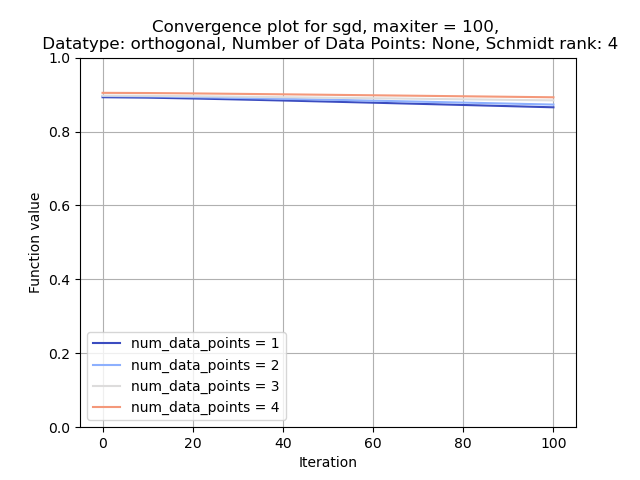 Convergence plot for sgd, maxiter = 100,
Datatype: orthogonal, Number of Data Points: None, Schmidt rank: 4
1.0
0.8
0.6
0.4
0.2
0.0
Function value
num_data_points = 1
num_data_points = 2
num_data_points = 3
num_data_points = 4
0 20 40 60 80 100
Iteration